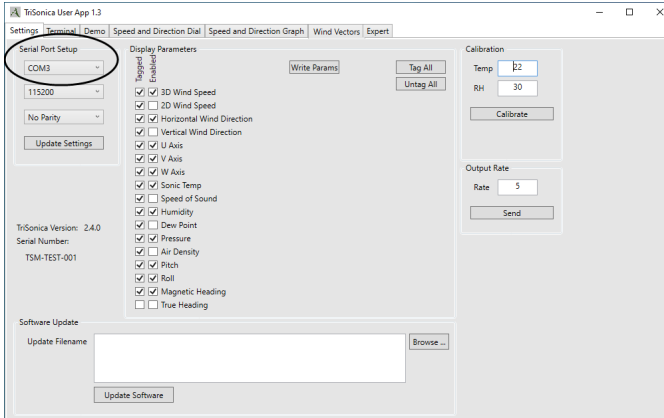 TriSonica User App 1.3
Settings Terminal Demo Speed and Direction Dial Speed and Direction Graph Wind Vectors Expert
Serial Port Setup
COM3
115200
No Parity
Update Settings
TriSonica Version: 2.4.0
Serial Number:
TSM-TEST-001
Display Parameters
Tagged
Enabled
Write Params
Tag All
Untag All
3D Wind Speed
2D Wind Speed
Horizontal Wind Direction
Vertical Wind Direction
U Axis
V Axis
W Axis
Sonic Temp
Speed of Sound
Humidity
Dew Point
Pressure
Air Density
Pitch
Roll
Magnetic Heading
True Heading
Calibration
Temp 22
RH 30
Calibrate
Output Rate
Rate 5
Send
Software Update
Update Filename
Browse ...
Update Software